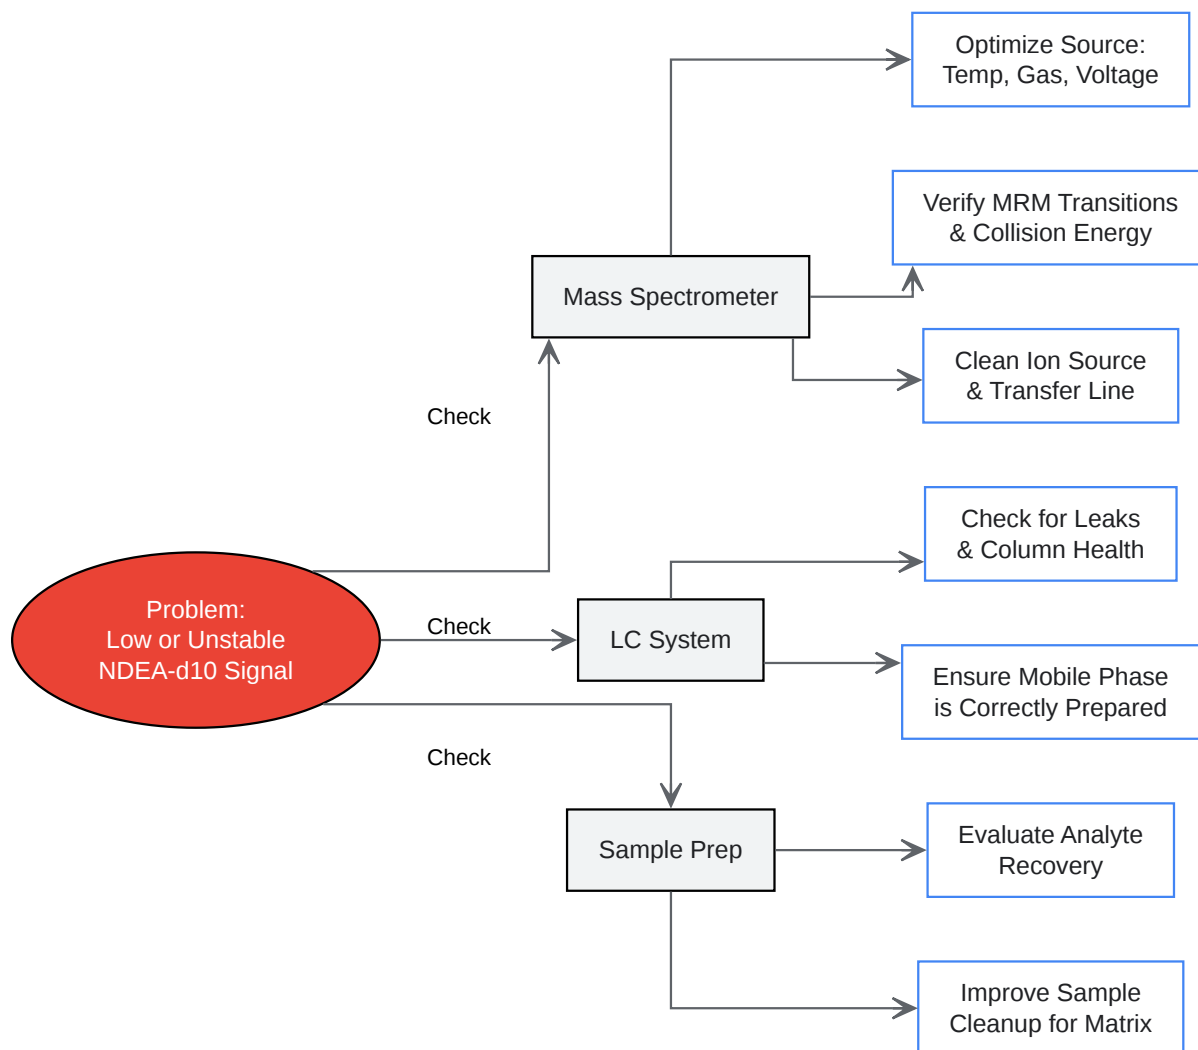 Optimize Source:
Temp, Gas, Voltage
Verify MRM Transitions
& Collision Energy
Mass Spectrometer
Clean Ion Source
& Transfer Line
Check
Check for Leaks
& Column Health
Problem:
Low or Unstable
NDEA-d10 Signal
Check
LC System
Ensure Mobile Phase
is Correctly Prepared
Check
Sample Prep
Evaluate Analyte
Recovery
Improve Sample
Cleanup for Matrix